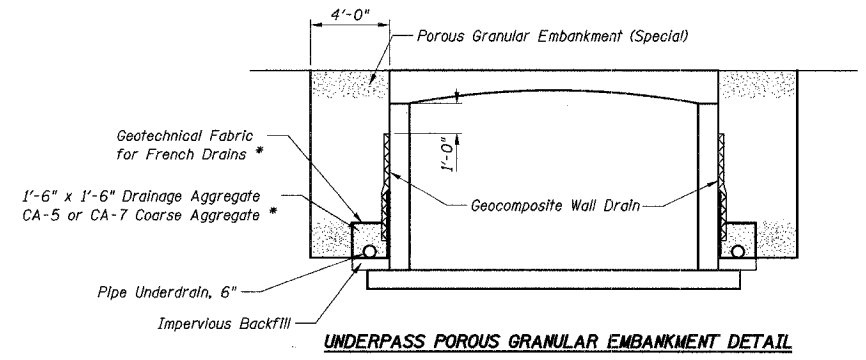 4'-0"
Porous Granular Embankment (Special)
Geotechnical Fabric
for French Drains *
1'-0"
1'-6" x 1'-6" Drainage Aggregate
CA-5 or CA-7 Coarse Aggregate *
Geocomposite Wall Drain
Pipe Underdrain, 6"
Impervious Backfill
UNDERPASS POROUS GRANULAR EMBANKMENT DETAIL